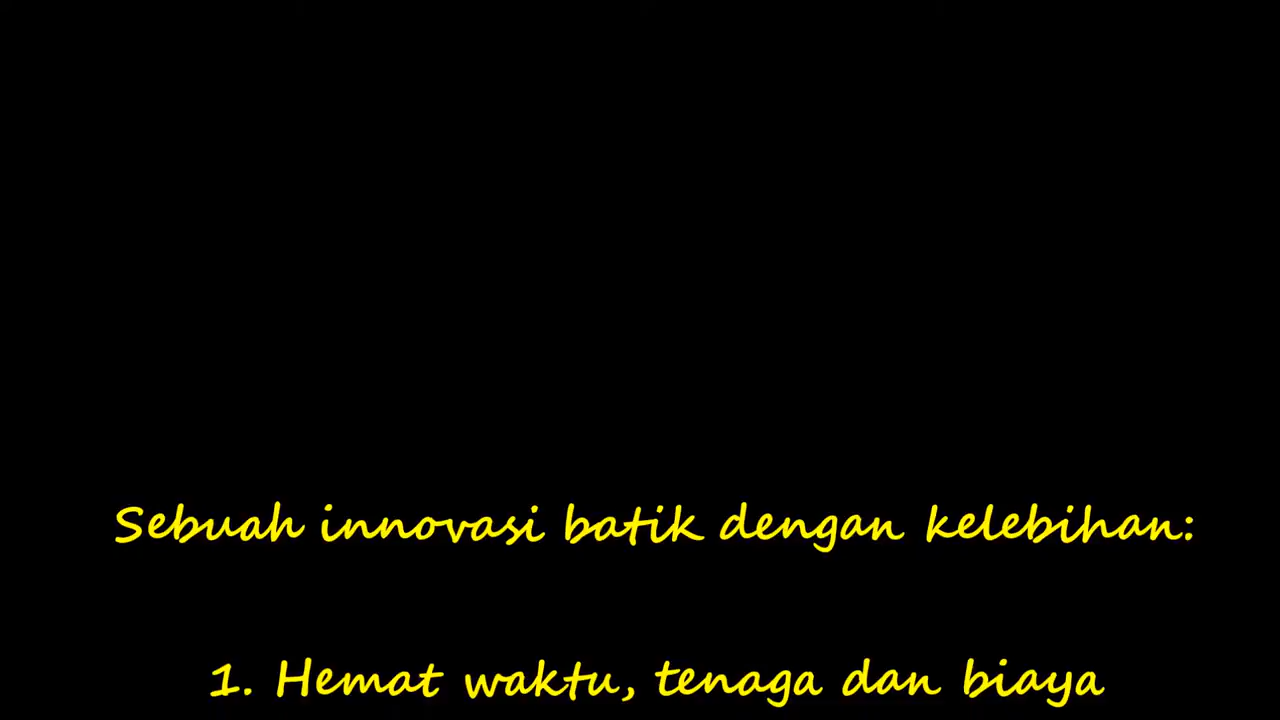 Sebuah innovasi batik dengan kelebihan:
1. Hemat waktu, tenaga dan biaya